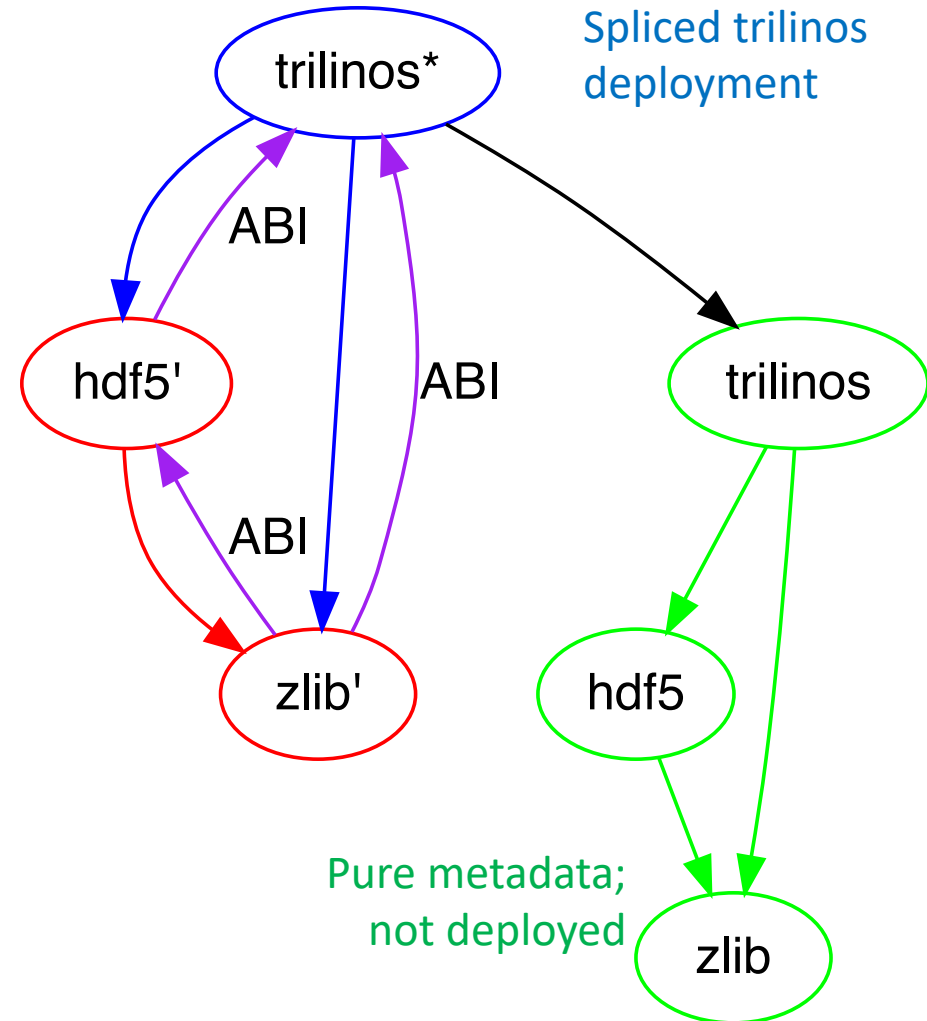 Spliced trilinos
deployment
trilinos*
ABI
hdf5'
ABI
trilinos
ABI
zlib'
hdf5
Pure metadata;
not deployed
zlib